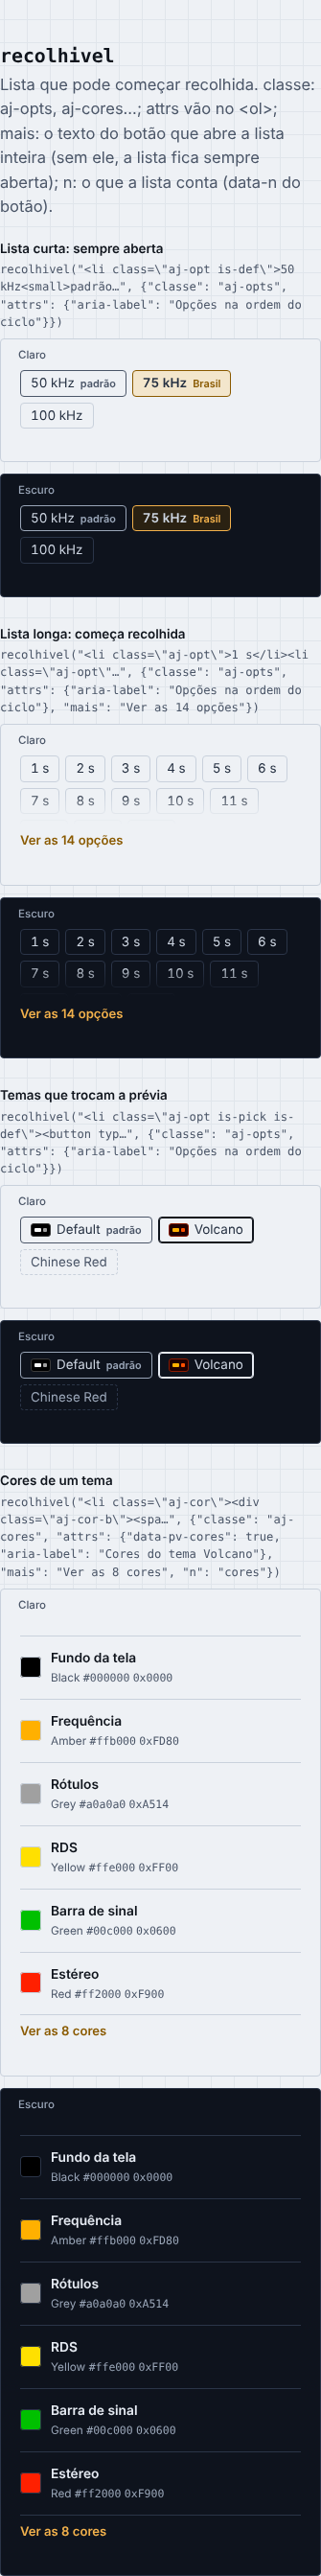 recolhivel
Lista que pode começar recolhida. classe:
aj-opts, aj-cores…; attrs vão no <ol>;
mais: o texto do botão que abre a lista
inteira (sem ele, a lista fica sempre
aberta); n: o que a lista conta (data-n do
botão).
Lista curta: sempre aberta
recolhivel("<li class=\"aj-opt is-def\">50
kHz<small>padrão…", {"classe": "aj-opts",
"attrs": {"aria-label": "Opções na ordem do
ciclo"}})
Claro
50 kHz padrão 75 kHz Brasil
100 kHz
Escuro
50 kHz padrão 75 kHz Brasil
100 kHz
Lista longa: começa recolhida
recolhivel("<li class=\"aj-opt\">1 s</li><li
class=\"aj-opt\"…", {"classe": "aj-opts",
"attrs": {"aria-label": "Opções na ordem do
ciclo"}, "mais": "Ver as 14 opções"})
Claro
1 s 2 s 3 s 4 s 5 s 6 s
7 s 8 s 9 s 10 s 11 s
Ver as 14 opções
Escuro
1 s 2 s 3 s 4 s 5 s 6 s
7 s 8 s 9 s 10 s 11 s
Ver as 14 opções
Temas que trocam a prévia
recolhivel("<li class=\"aj-opt is-pick is-
def\"><button typ…", {"classe": "aj-opts",
"attrs": {"aria-label": "Opções na ordem do
ciclo"}})
Claro
Default padrão Volcano
Chinese Red
Escuro
Default padrão Volcano
Chinese Red
Cores de um tema
recolhivel("<li class=\"aj-cor\"><div
class=\"aj-cor-b\"><spa…", {"classe": "aj-
cores", "attrs": {"data-pv-cores": true,
"aria-label": "Cores do tema Volcano"},
"mais": "Ver as 8 cores", "n": "cores"})
Claro
Fundo da tela
Black #000000 0x0000
Frequência
Amber #ffb000 0xFD80
Rótulos
Grey #a0a0a0 0xA514
RDS
Yellow #ffe000 0xFF00
Barra de sinal
Green #00c000 0x0600
Estéreo
Red #ff2000 0xF900
Ver as 8 cores
Escuro
Fundo da tela
Black #000000 0x0000
Frequência
Amber #ffb000 0xFD80
Rótulos
Grey #a0a0a0 0xA514
RDS
Yellow #ffe000 0xFF00
Barra de sinal
Green #00c000 0x0600
Estéreo
Red #ff2000 0xF900
Ver as 8 cores